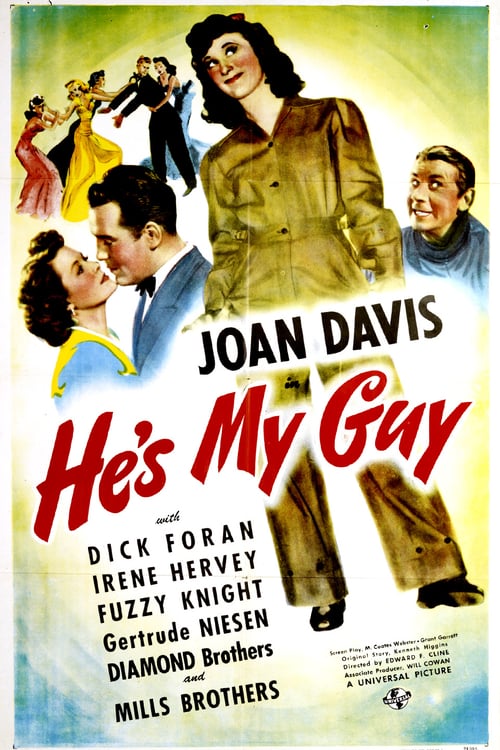 JOAN DAVIS
in
He's My Guy
with
DICK FORAN
IRENE HERVEY
FUZZY KNIGHT
Gertrude NIESEN
DIAMOND Brothers
and
MILLS BROTHERS
Screen Play, M. Coates Webster • Grant Garrett
Original Story, Kenneth Higgins
Directed by EDWARD F. CLINE
Associate Producer, WILL COWAN
A UNIVERSAL PICTURE
UNIVERSAL